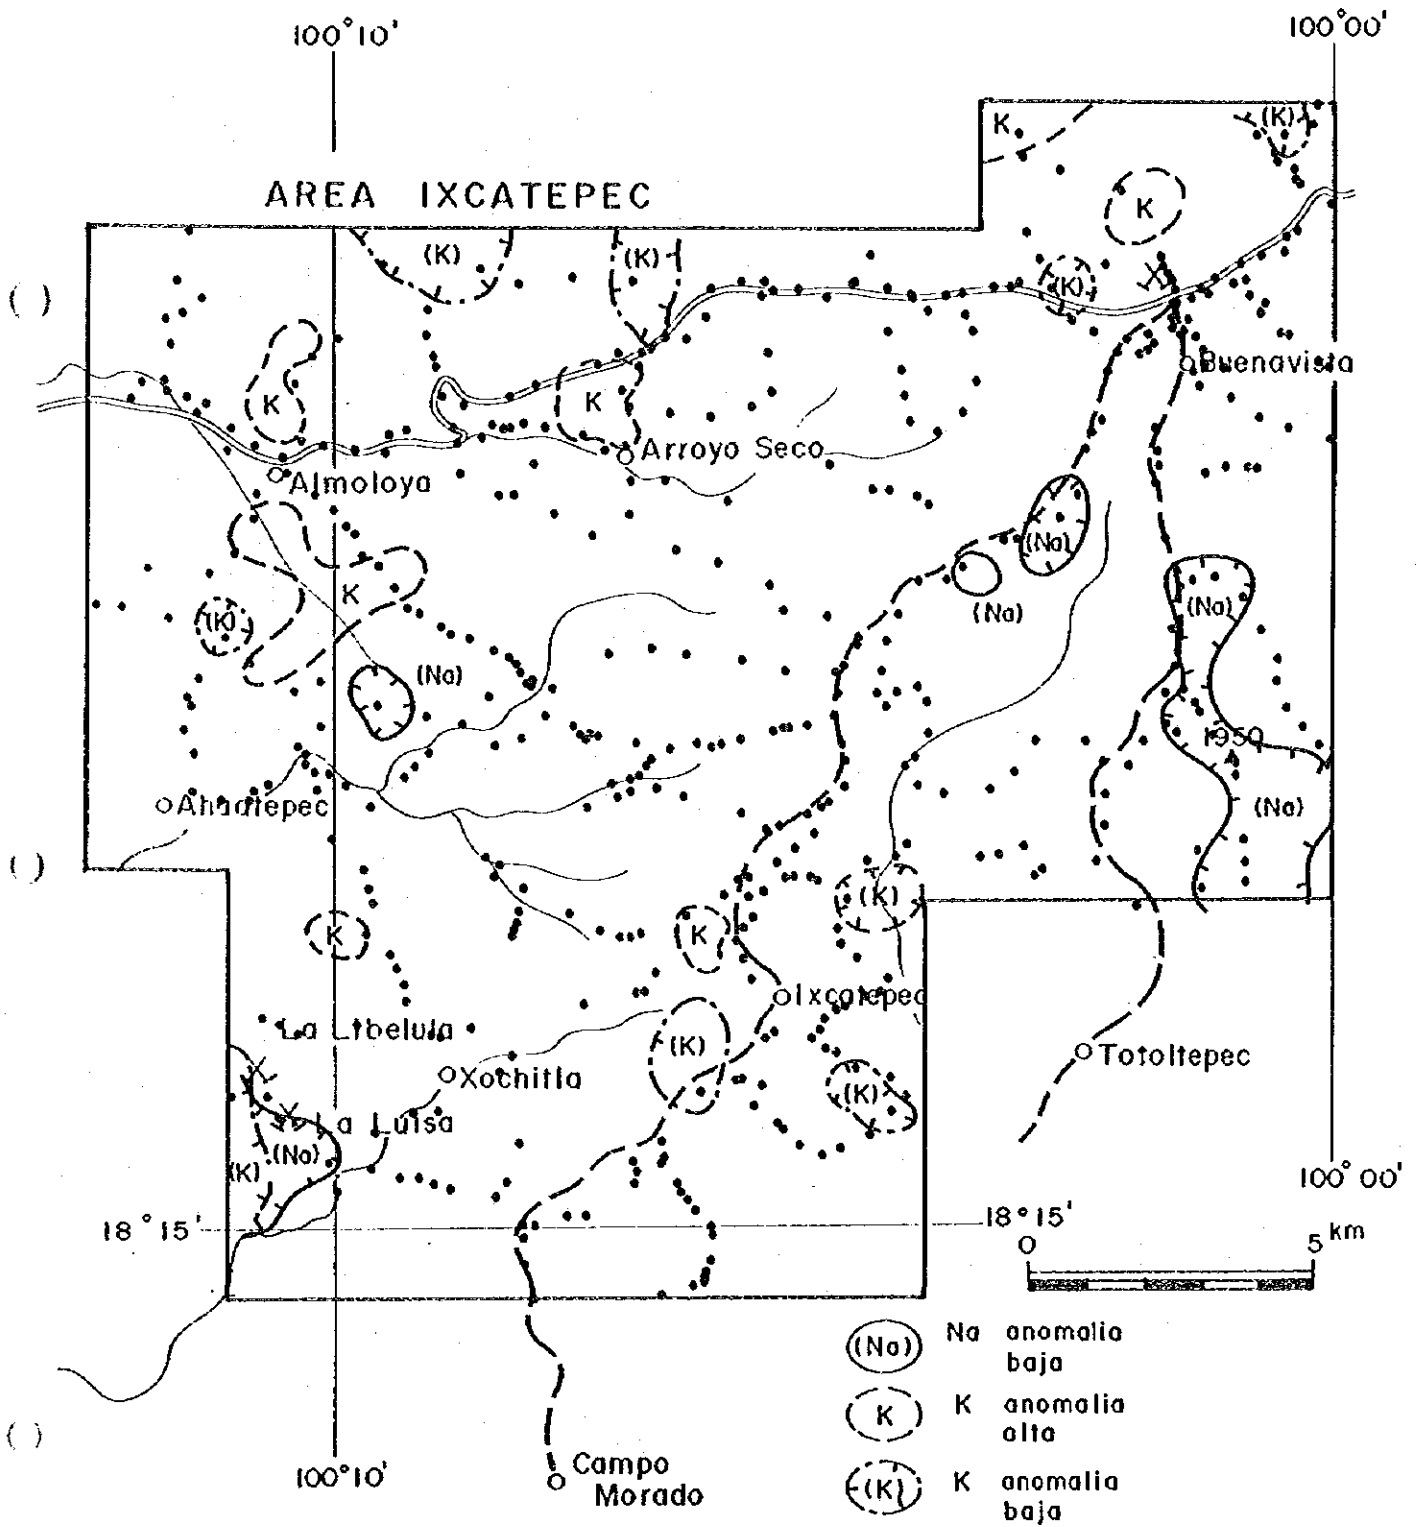 100°10' 100°00'
K (K)
AREA IXCATEPEC
K
(K) (K) (K)
Buenavista
K K
Arroyo Seco
Almoloya
(Na)
K (Na) (Na)
(K)
(Na)
1950
Ahuatepec (Na)
(K)
K K
Ixcatepec
La Libelula
(K) Totoltepec
Xochitla (K)
La Luisa
(K) (Na)
100°00'
18°15' 18°15'
0 5 km
(Na) Na anomalia
baja
K K anomalia
alta
100°10' Campo
Morado
(K) K anomalia
baja